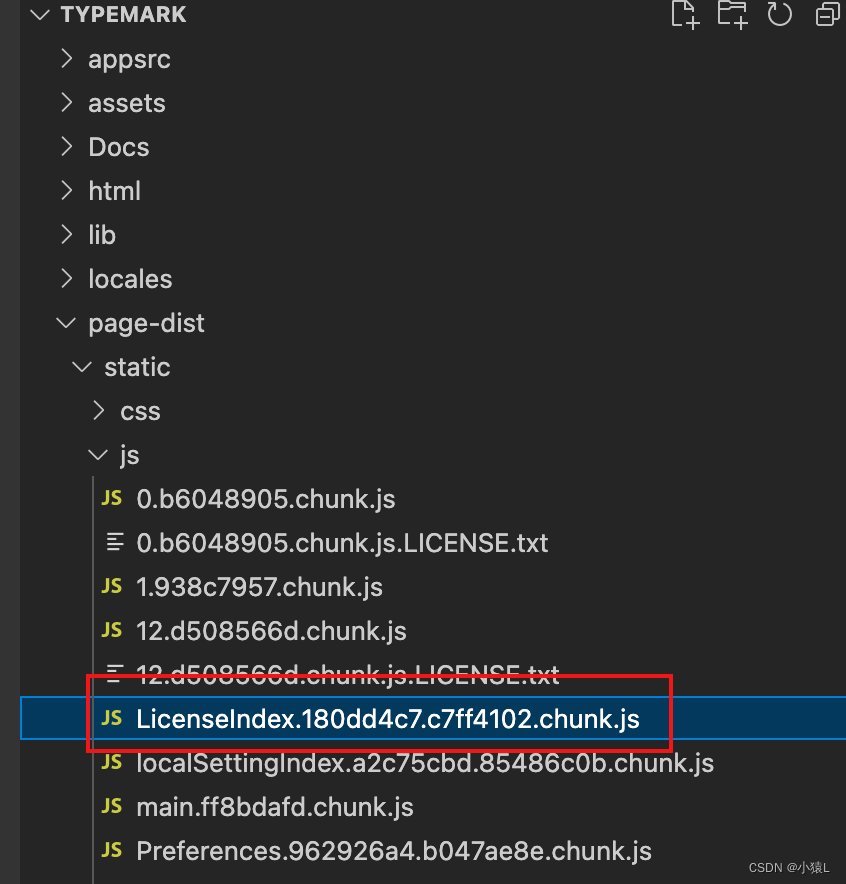 TYPEMARK
appsrc
assets
Docs
html
lib
locales
page-dist
static
css
js
JS 0.b6048905.chunk.js
0.b6048905.chunk.js.LICENSE.txt
JS 1.938c7957.chunk.js
JS 12.d508566d.chunk.js
12.d508566d.chunk.js.LICENSE.txt
JS LicenseIndex.180dd4c7.c7ff4102.chunk.js
JS localSettingIndex.a2c75cbd.85486c0b.chunk.js
JS main.ff8bdafd.chunk.js
JS Preferences.962926a4.b047ae8e.chunk.js
CSDN @小猿L